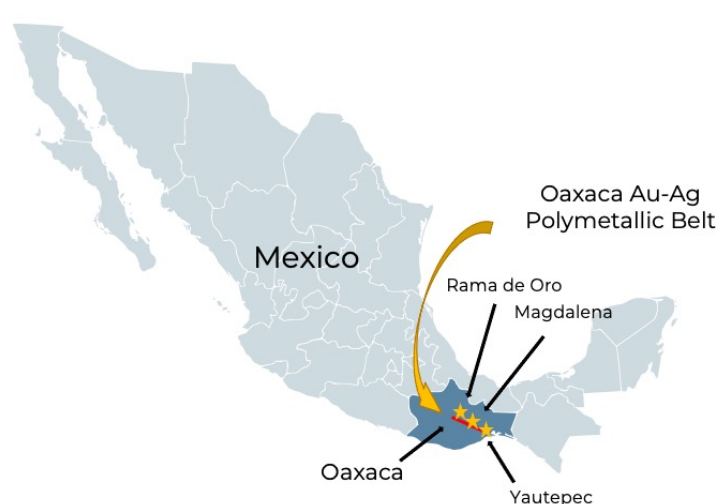 Oaxaca Au-Ag
Polymetallic Belt
Mexico
Rama de Oro
Magdalena
Oaxaca
Yautepec